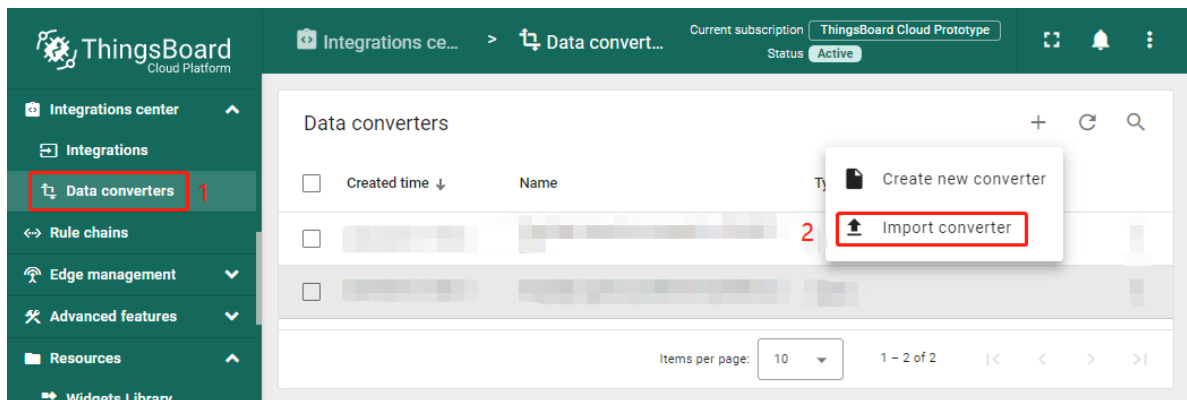 ThingsBoard
Cloud Platform
Integrations ce... > Data convert...
Current subscription ThingsBoard Cloud Prototype
Status Active
Integrations center
Integrations
Data converters 1
Rule chains
Edge management
Advanced features
Resources
Widgets Library
Data converters
Created time Name Ty
Create new converter
2 Import converter
Items per page: 10 1 – 2 of 2